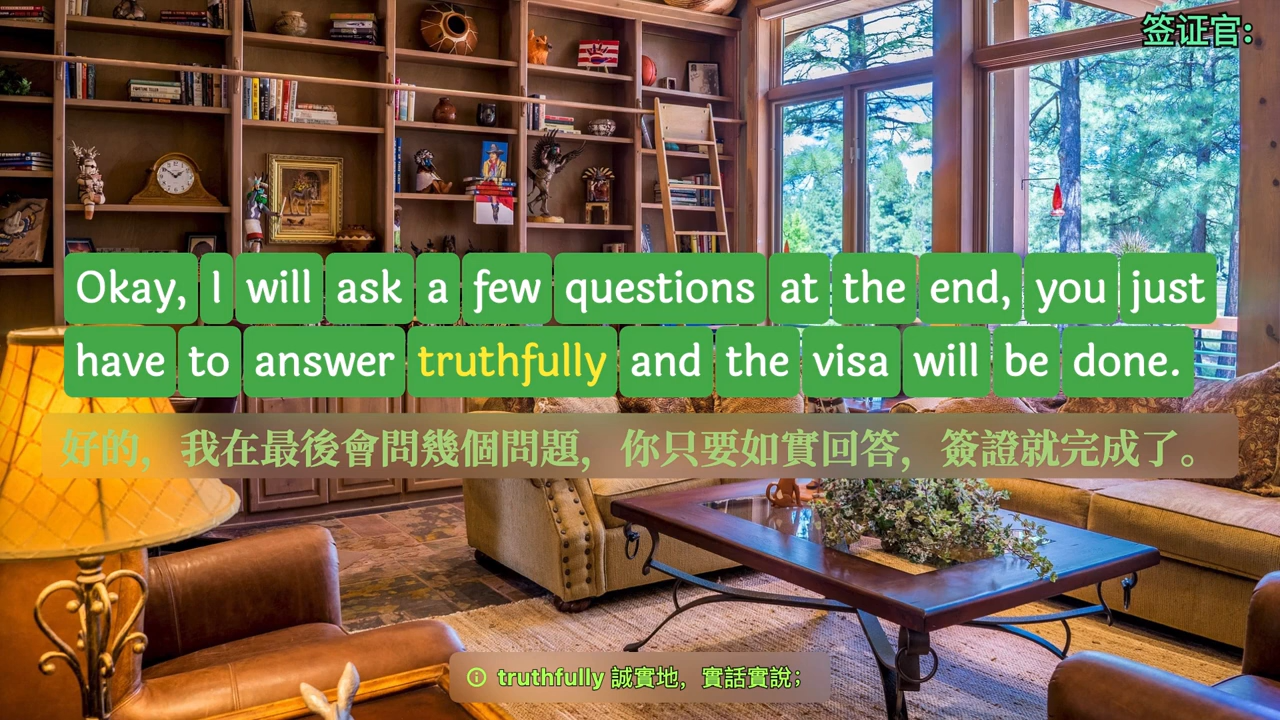 签证官:
Okay, I will ask a few questions at the end, you just
have to answer truthfully and the visa will be done.
好的，我在最後會問幾個問題，你只要如實回答，簽證就完成了。
truthfully 誠實地，實話實說；